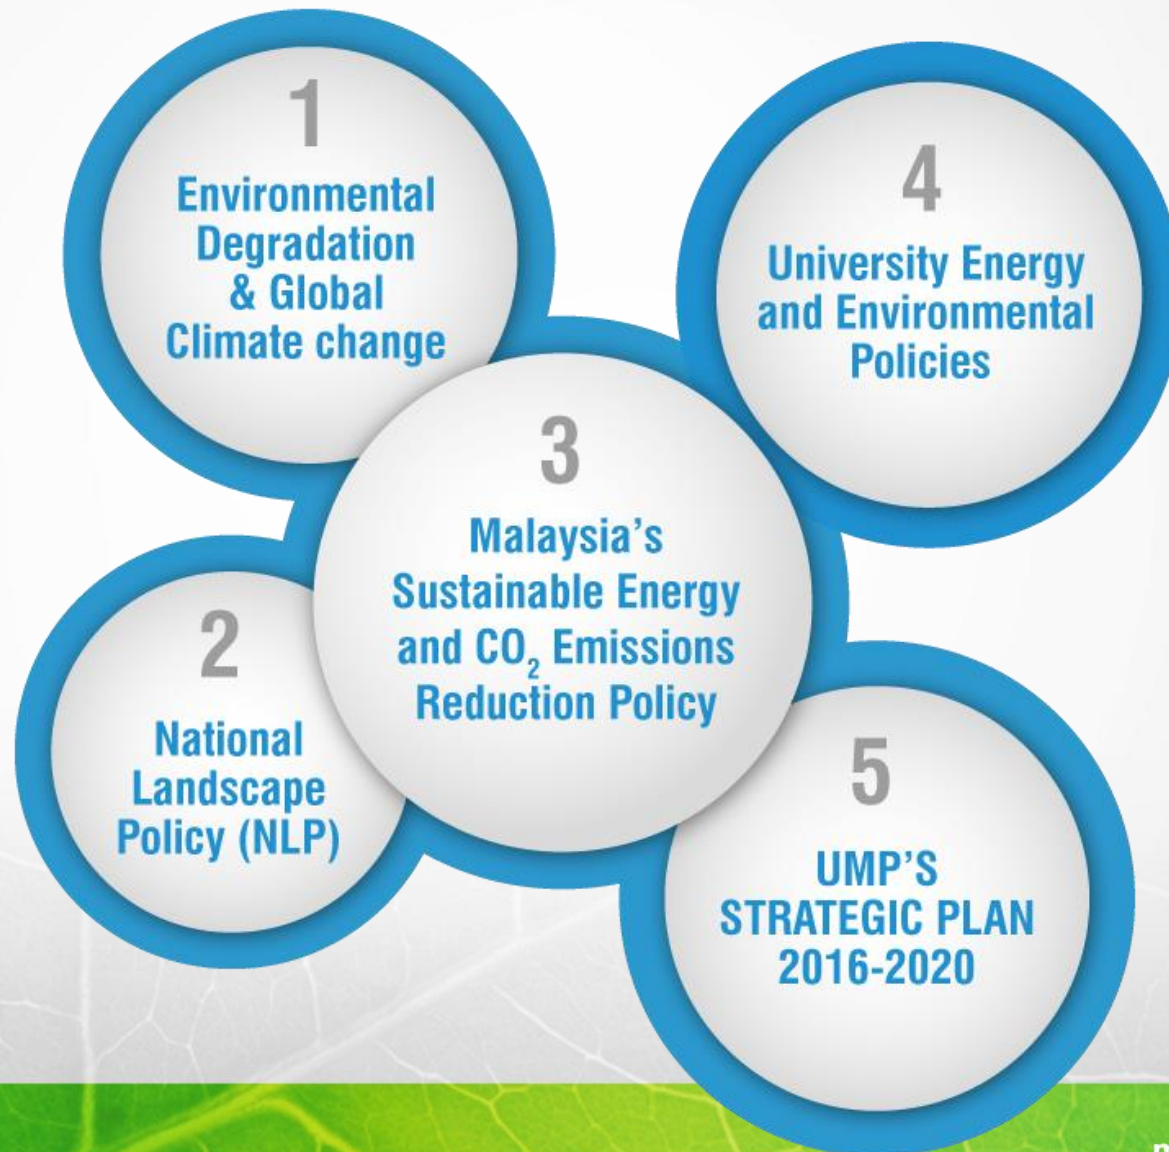 1
Environmental
Degradation
& Global
Climate change
2
National
Landscape
Policy (NLP)
3
Malaysia’s
Sustainable Energy
and CO₂ Emissions
Reduction Policy
4
University Energy
and Environmental
Policies
5
UMP’S
STRATEGIC PLAN
2016-2020